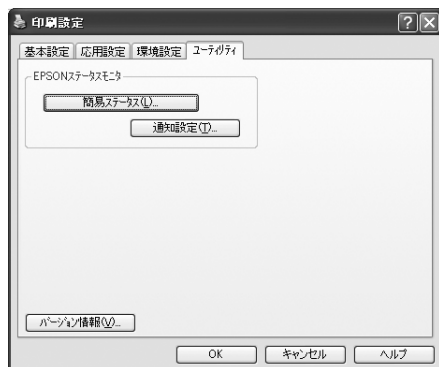 印刷設定
基本設定 応用設定 環境設定 ﾕｰﾃｨﾘﾃｨ
EPSONｽﾃｰﾀｽﾓﾆﾀ
簡易ｽﾃｰﾀｽ(L)...
通知設定(T)...
ﾊﾞｰｼﾞｮﾝ情報(V)...
OK ｷｬﾝｾﾙ ﾍﾙﾌﾟ